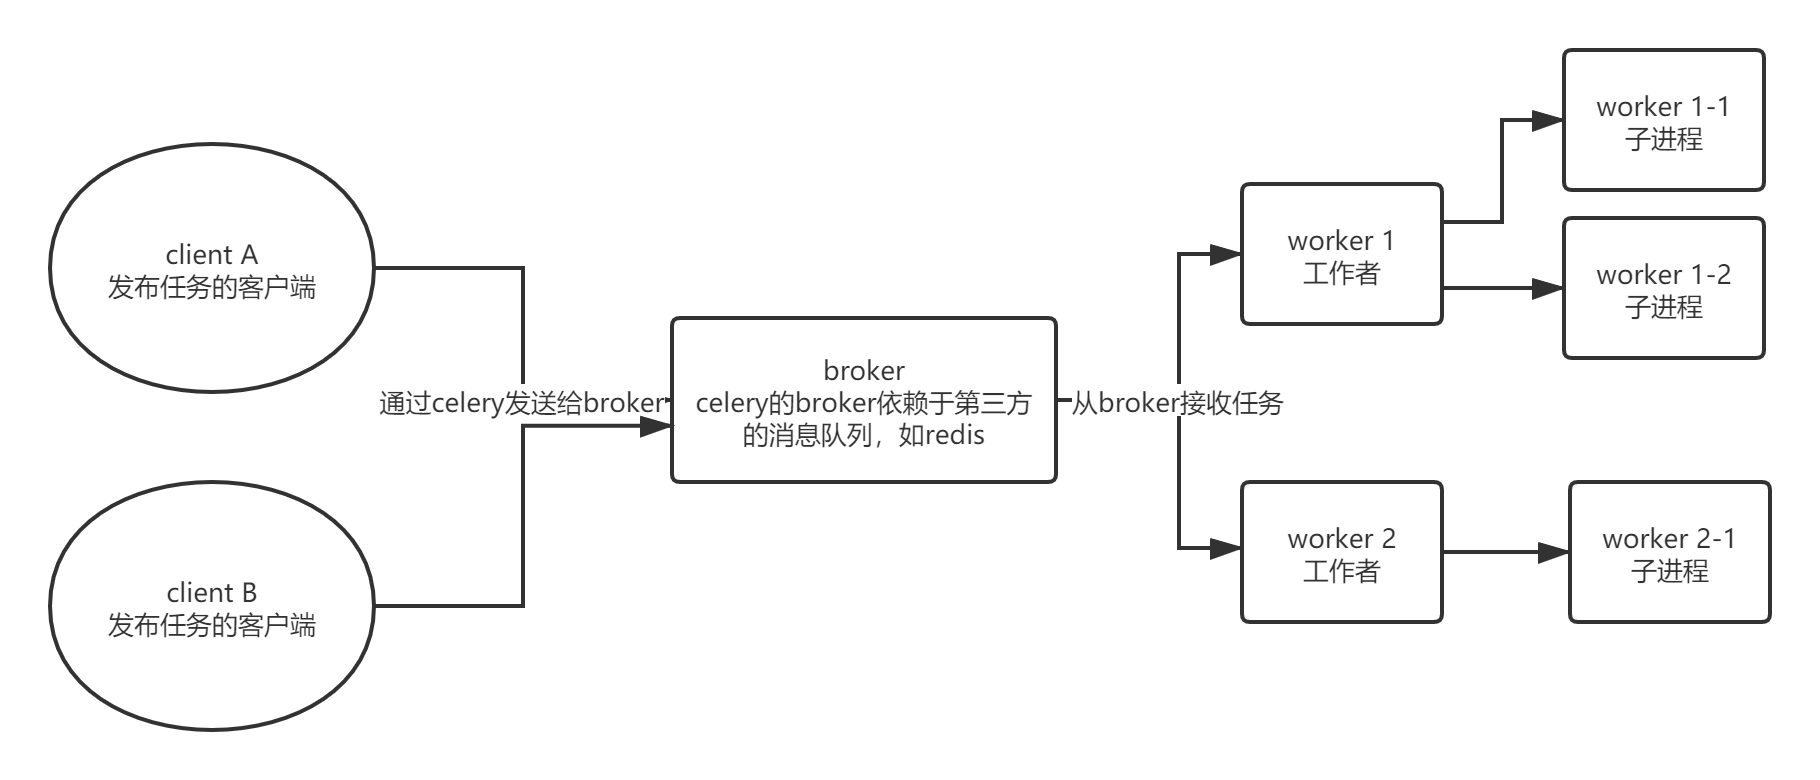 client A
发布任务的客户端
client B
发布任务的客户端
通过celery发送给broker
broker
celery的broker依赖于第三方
的消息队列，如redis
从broker接收任务
worker 1
工作者
worker 1-1
子进程
worker 1-2
子进程
worker 2
工作者
worker 2-1
子进程